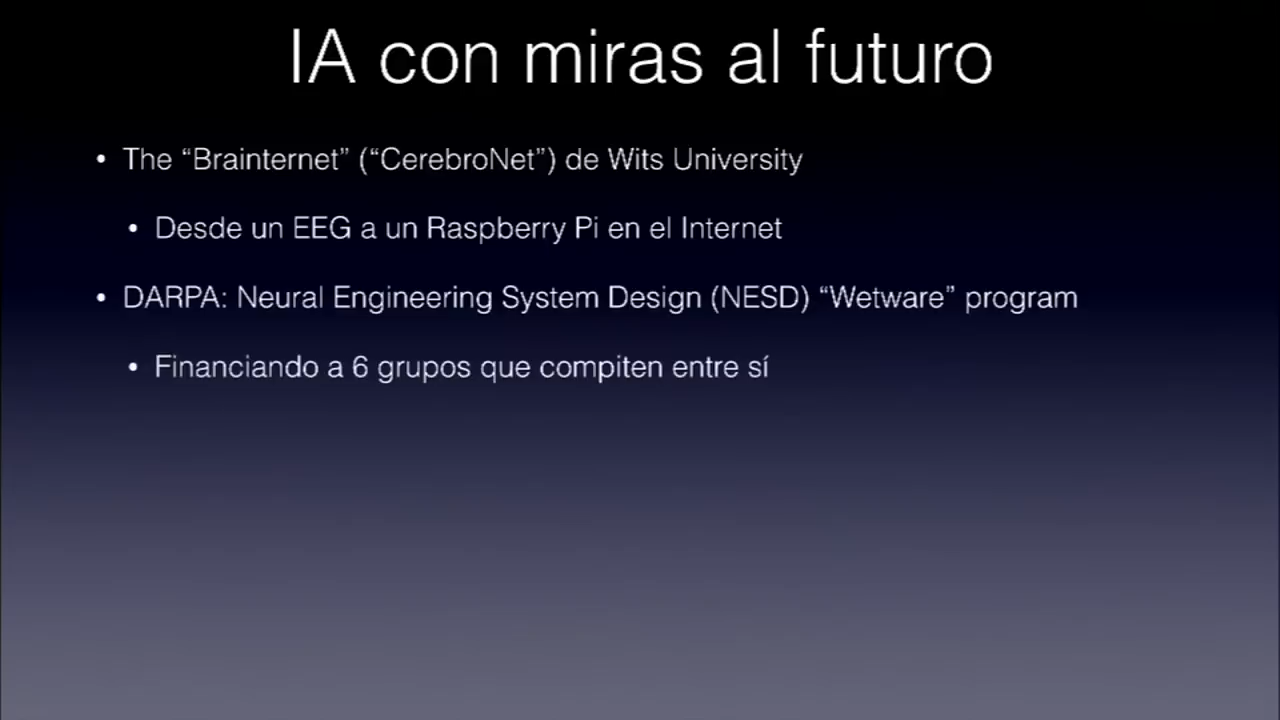 IA con miras al futuro
• The “Brainternet” (“CerebroNet”) de Wits University
• Desde un EEG a un Raspberry Pi en el Internet
• DARPA: Neural Engineering System Design (NESD) “Wetware” program
• Financiando a 6 grupos que compiten entre sí